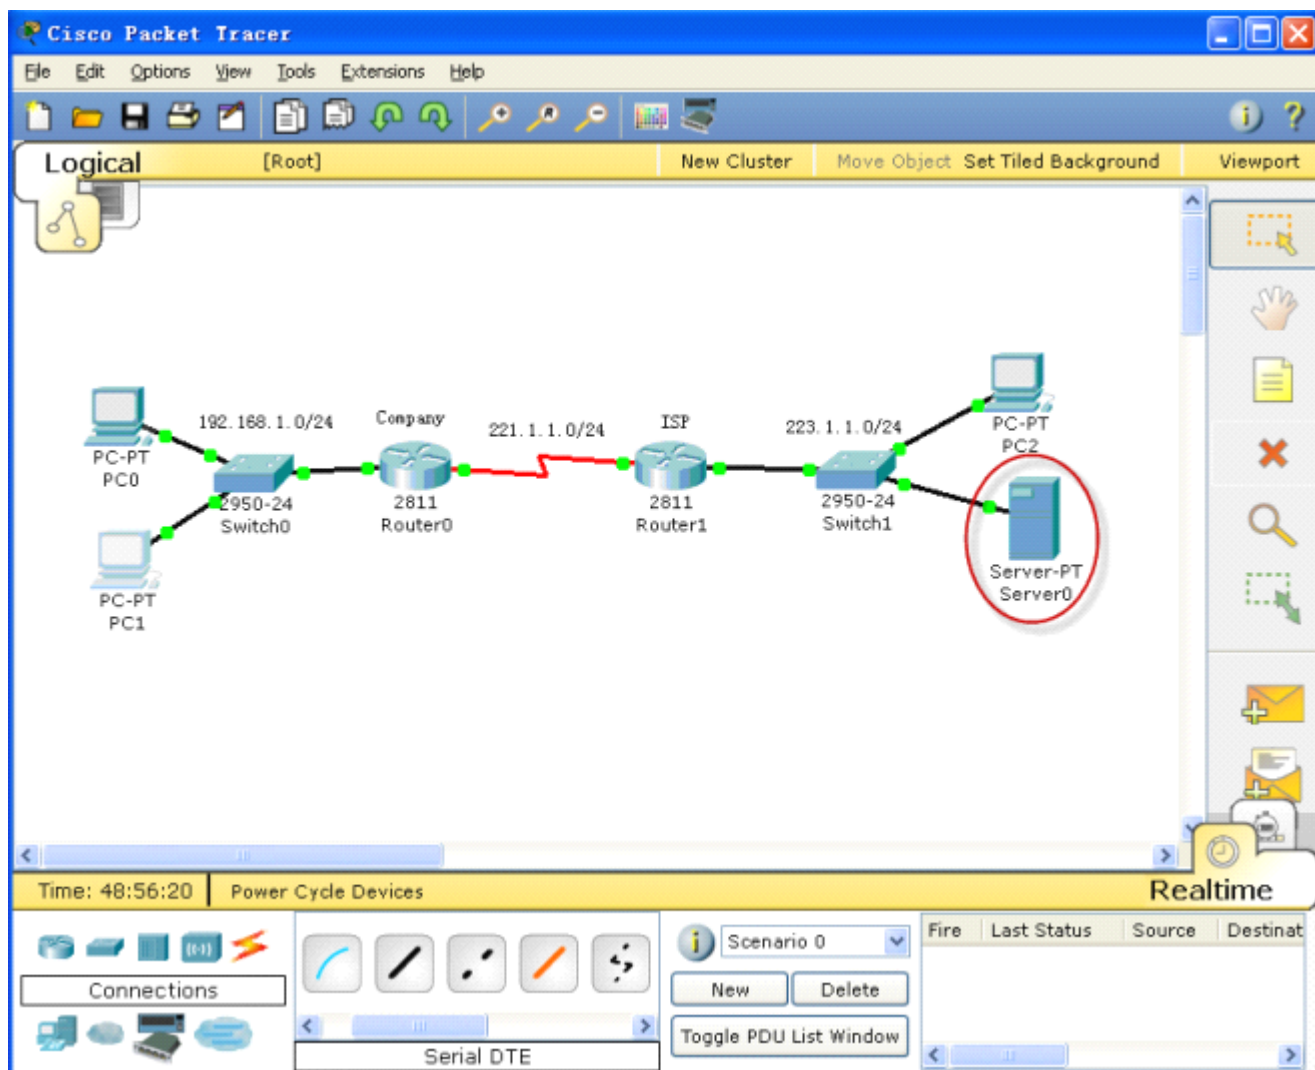 Cisco Packet Tracer
File Edit Options View Tools Extensions Help
Logical [Root] New Cluster Move Object Set Tiled Background Viewport
192.168.1.0/24
Company
221.1.1.0/24
ISP
223.1.1.0/24
PC-PT
PC0
PC-PT
PC1
2950-24
Switch0
2811
Router0
2811
Router1
2950-24
Switch1
PC-PT
PC2
Server-PT
Server0
Time: 48:56:20 Power Cycle Devices Realtime
Connections
Serial DTE
Scenario 0
New Delete
Toggle PDU List Window
Fire Last Status Source Destinat